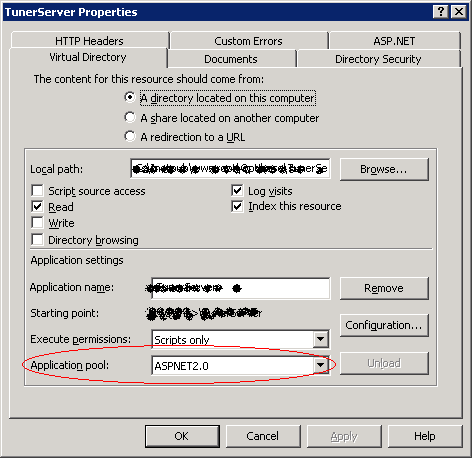 TunerServer Properties
HTTP Headers Custom Errors ASP.NET
Virtual Directory Documents Directory Security
The content for this resource should come from:
A directory located on this computer
A share located on another computer
A redirection to a URL
Local path: Browse...
Script source access Log visits
Read Index this resource
Write
Directory browsing
Application settings
Application name: Remove
Starting point:
Configuration...
Execute permissions: Scripts only
Application pool: ASPNET2.0 Unload
OK Cancel Apply Help